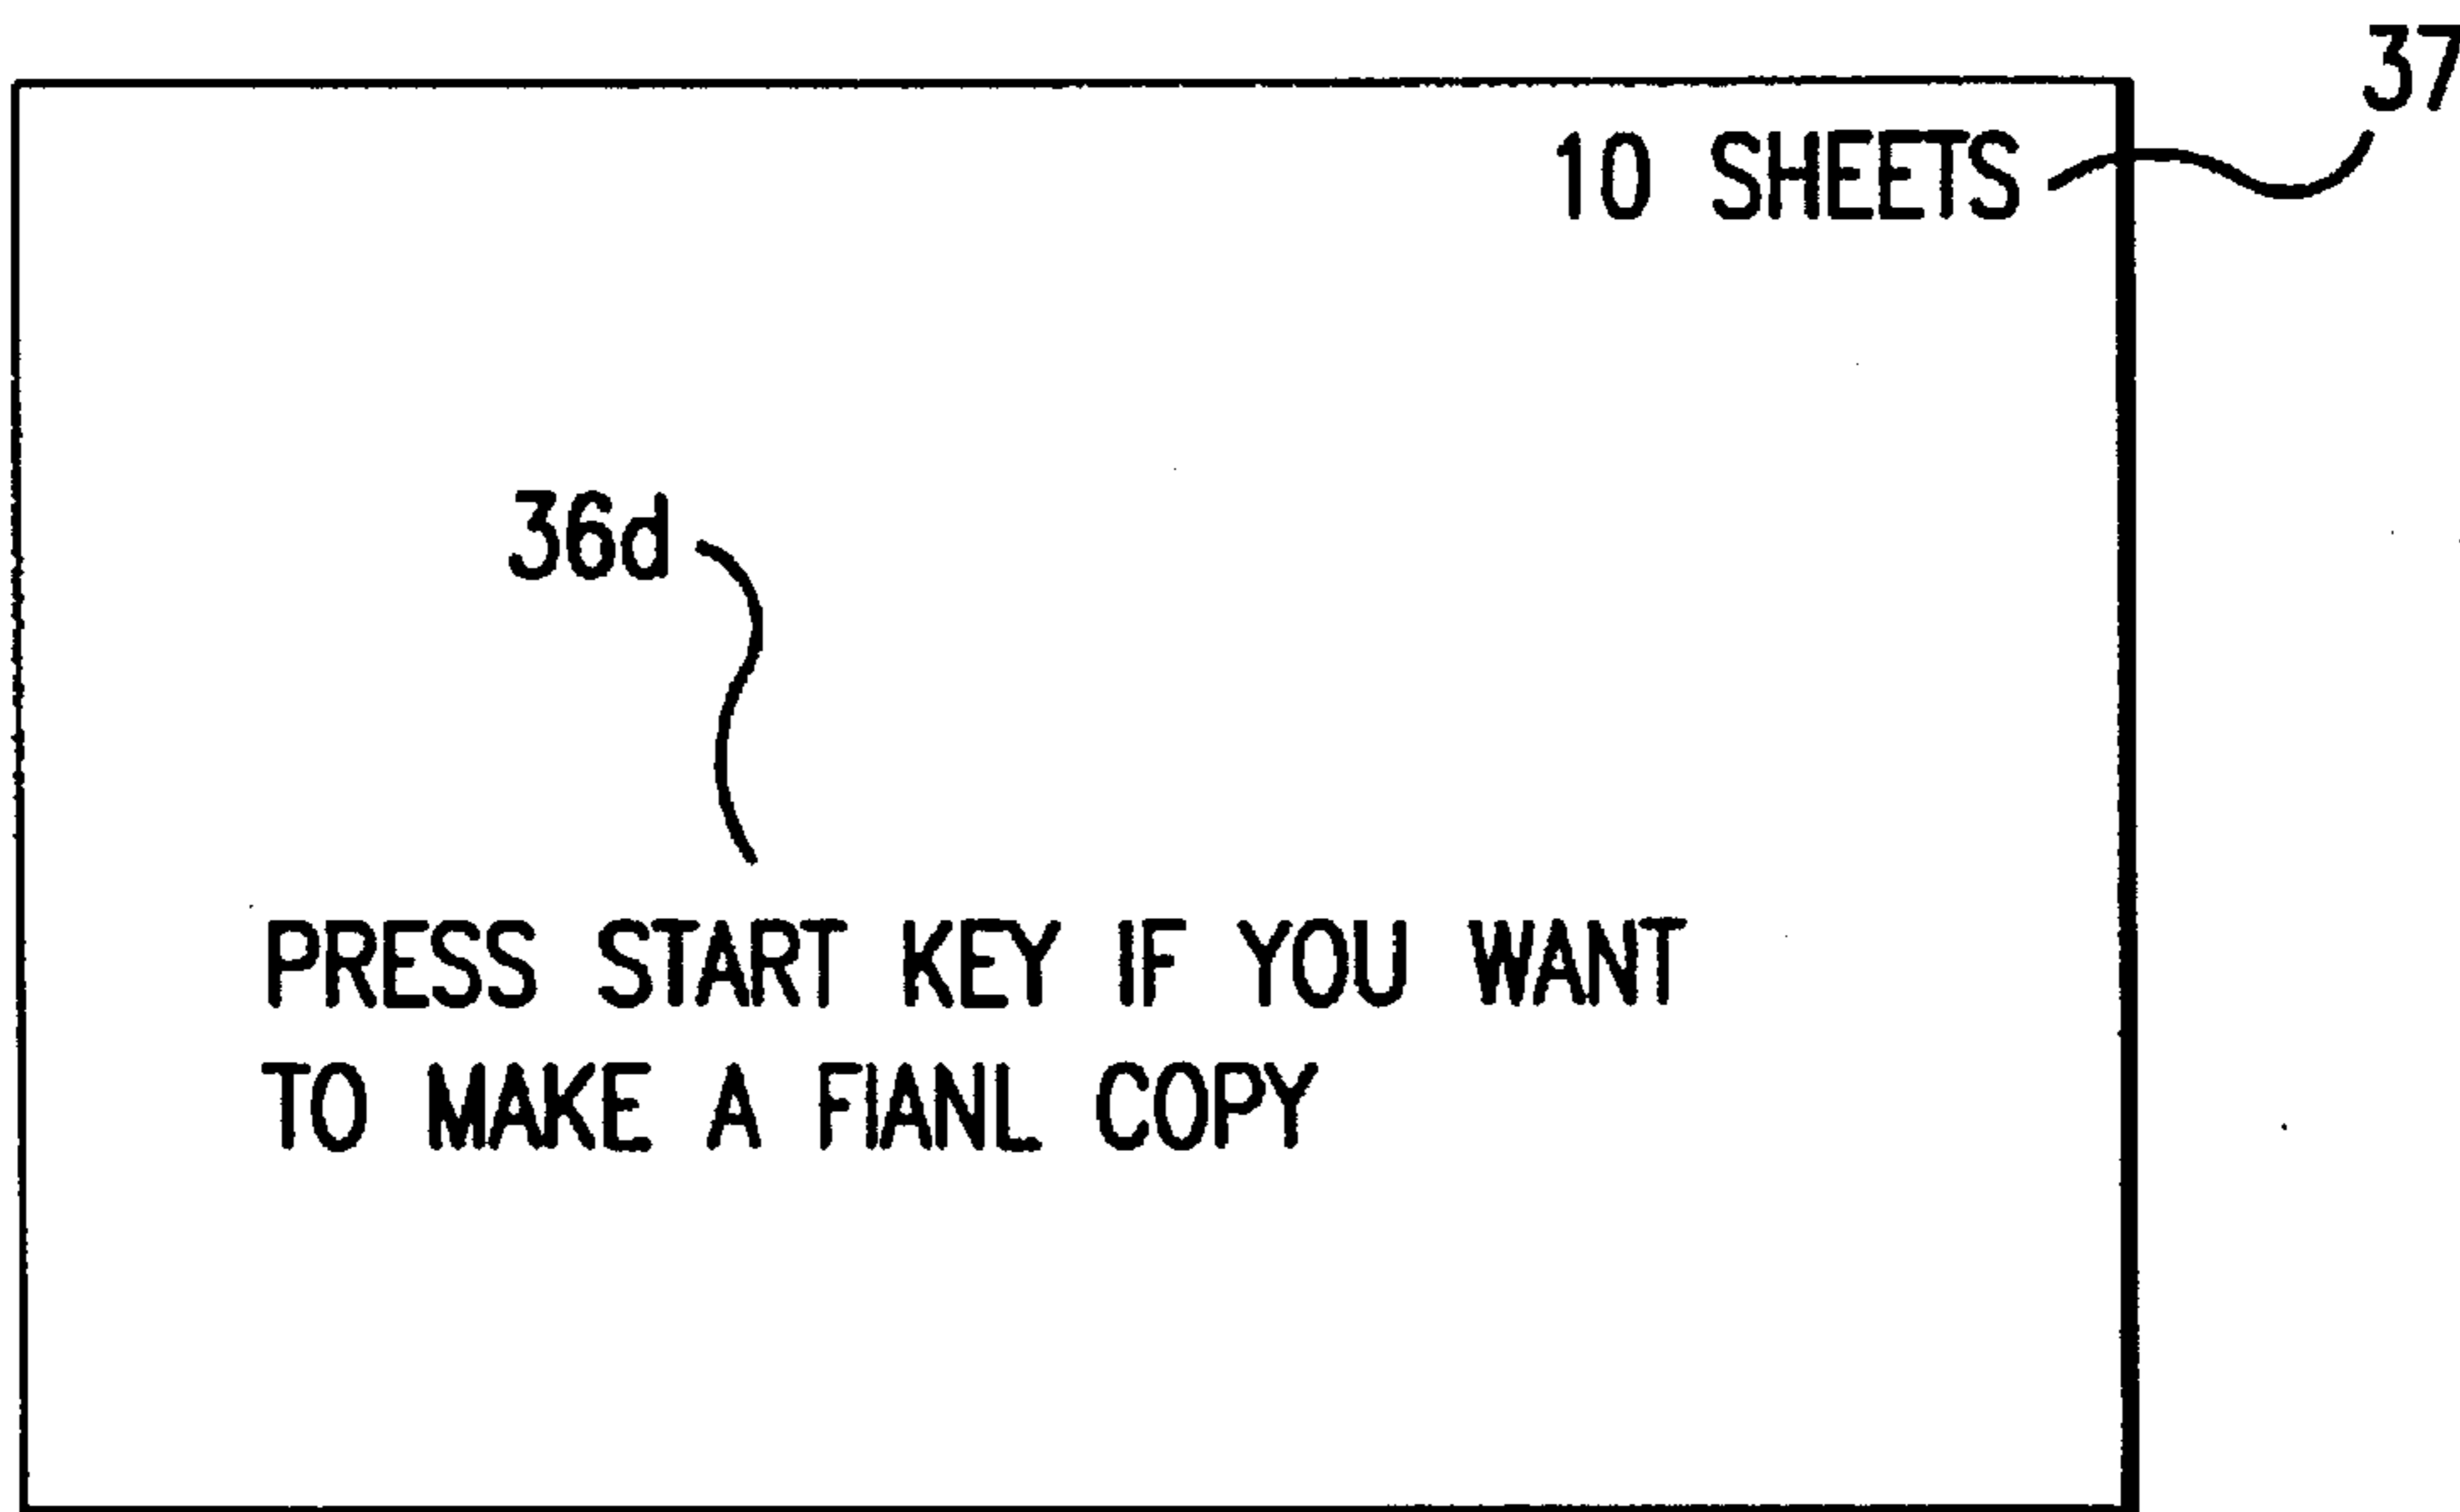 37
10 SHEETS
36d
PRESS START KEY IF YOU WANT
TO MAKE A FIANL COPY